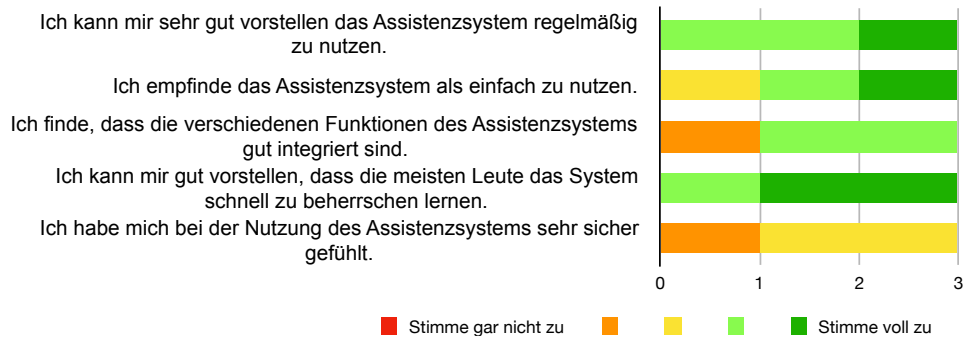 Ich kann mir sehr gut vorstellen das Assistenzsystem regelmäßig
zu nutzen.
Ich empfinde das Assistenzsystem als einfach zu nutzen.
Ich finde, dass die verschiedenen Funktionen des Assistenzsystems
gut integriert sind.
Ich kann mir gut vorstellen, dass die meisten Leute das System
schnell zu beherrschen lernen.
Ich habe mich bei der Nutzung des Assistenzsystems sehr sicher
gefühlt.
0 1 2 3
Stimme gar nicht zu Stimme voll zu